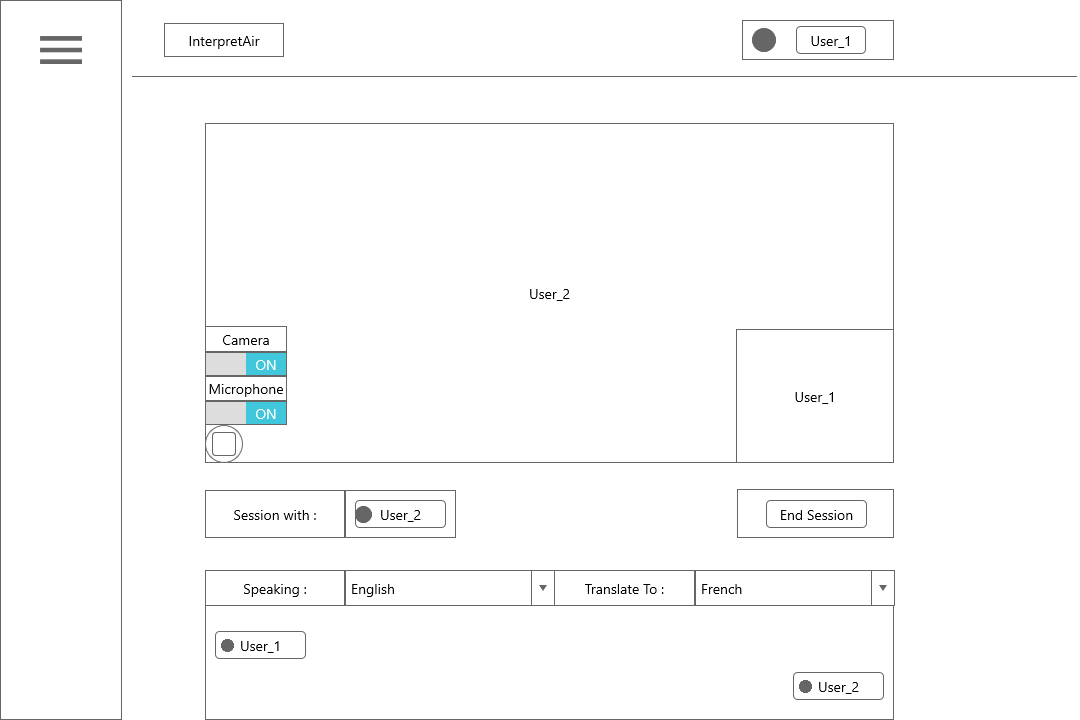 InterpretAir
User_1
User_2
Camera
ON
Microphone
ON
User_1
Session with :
User_2
End Session
Speaking :
English
Translate To :
French
User_1
User_2